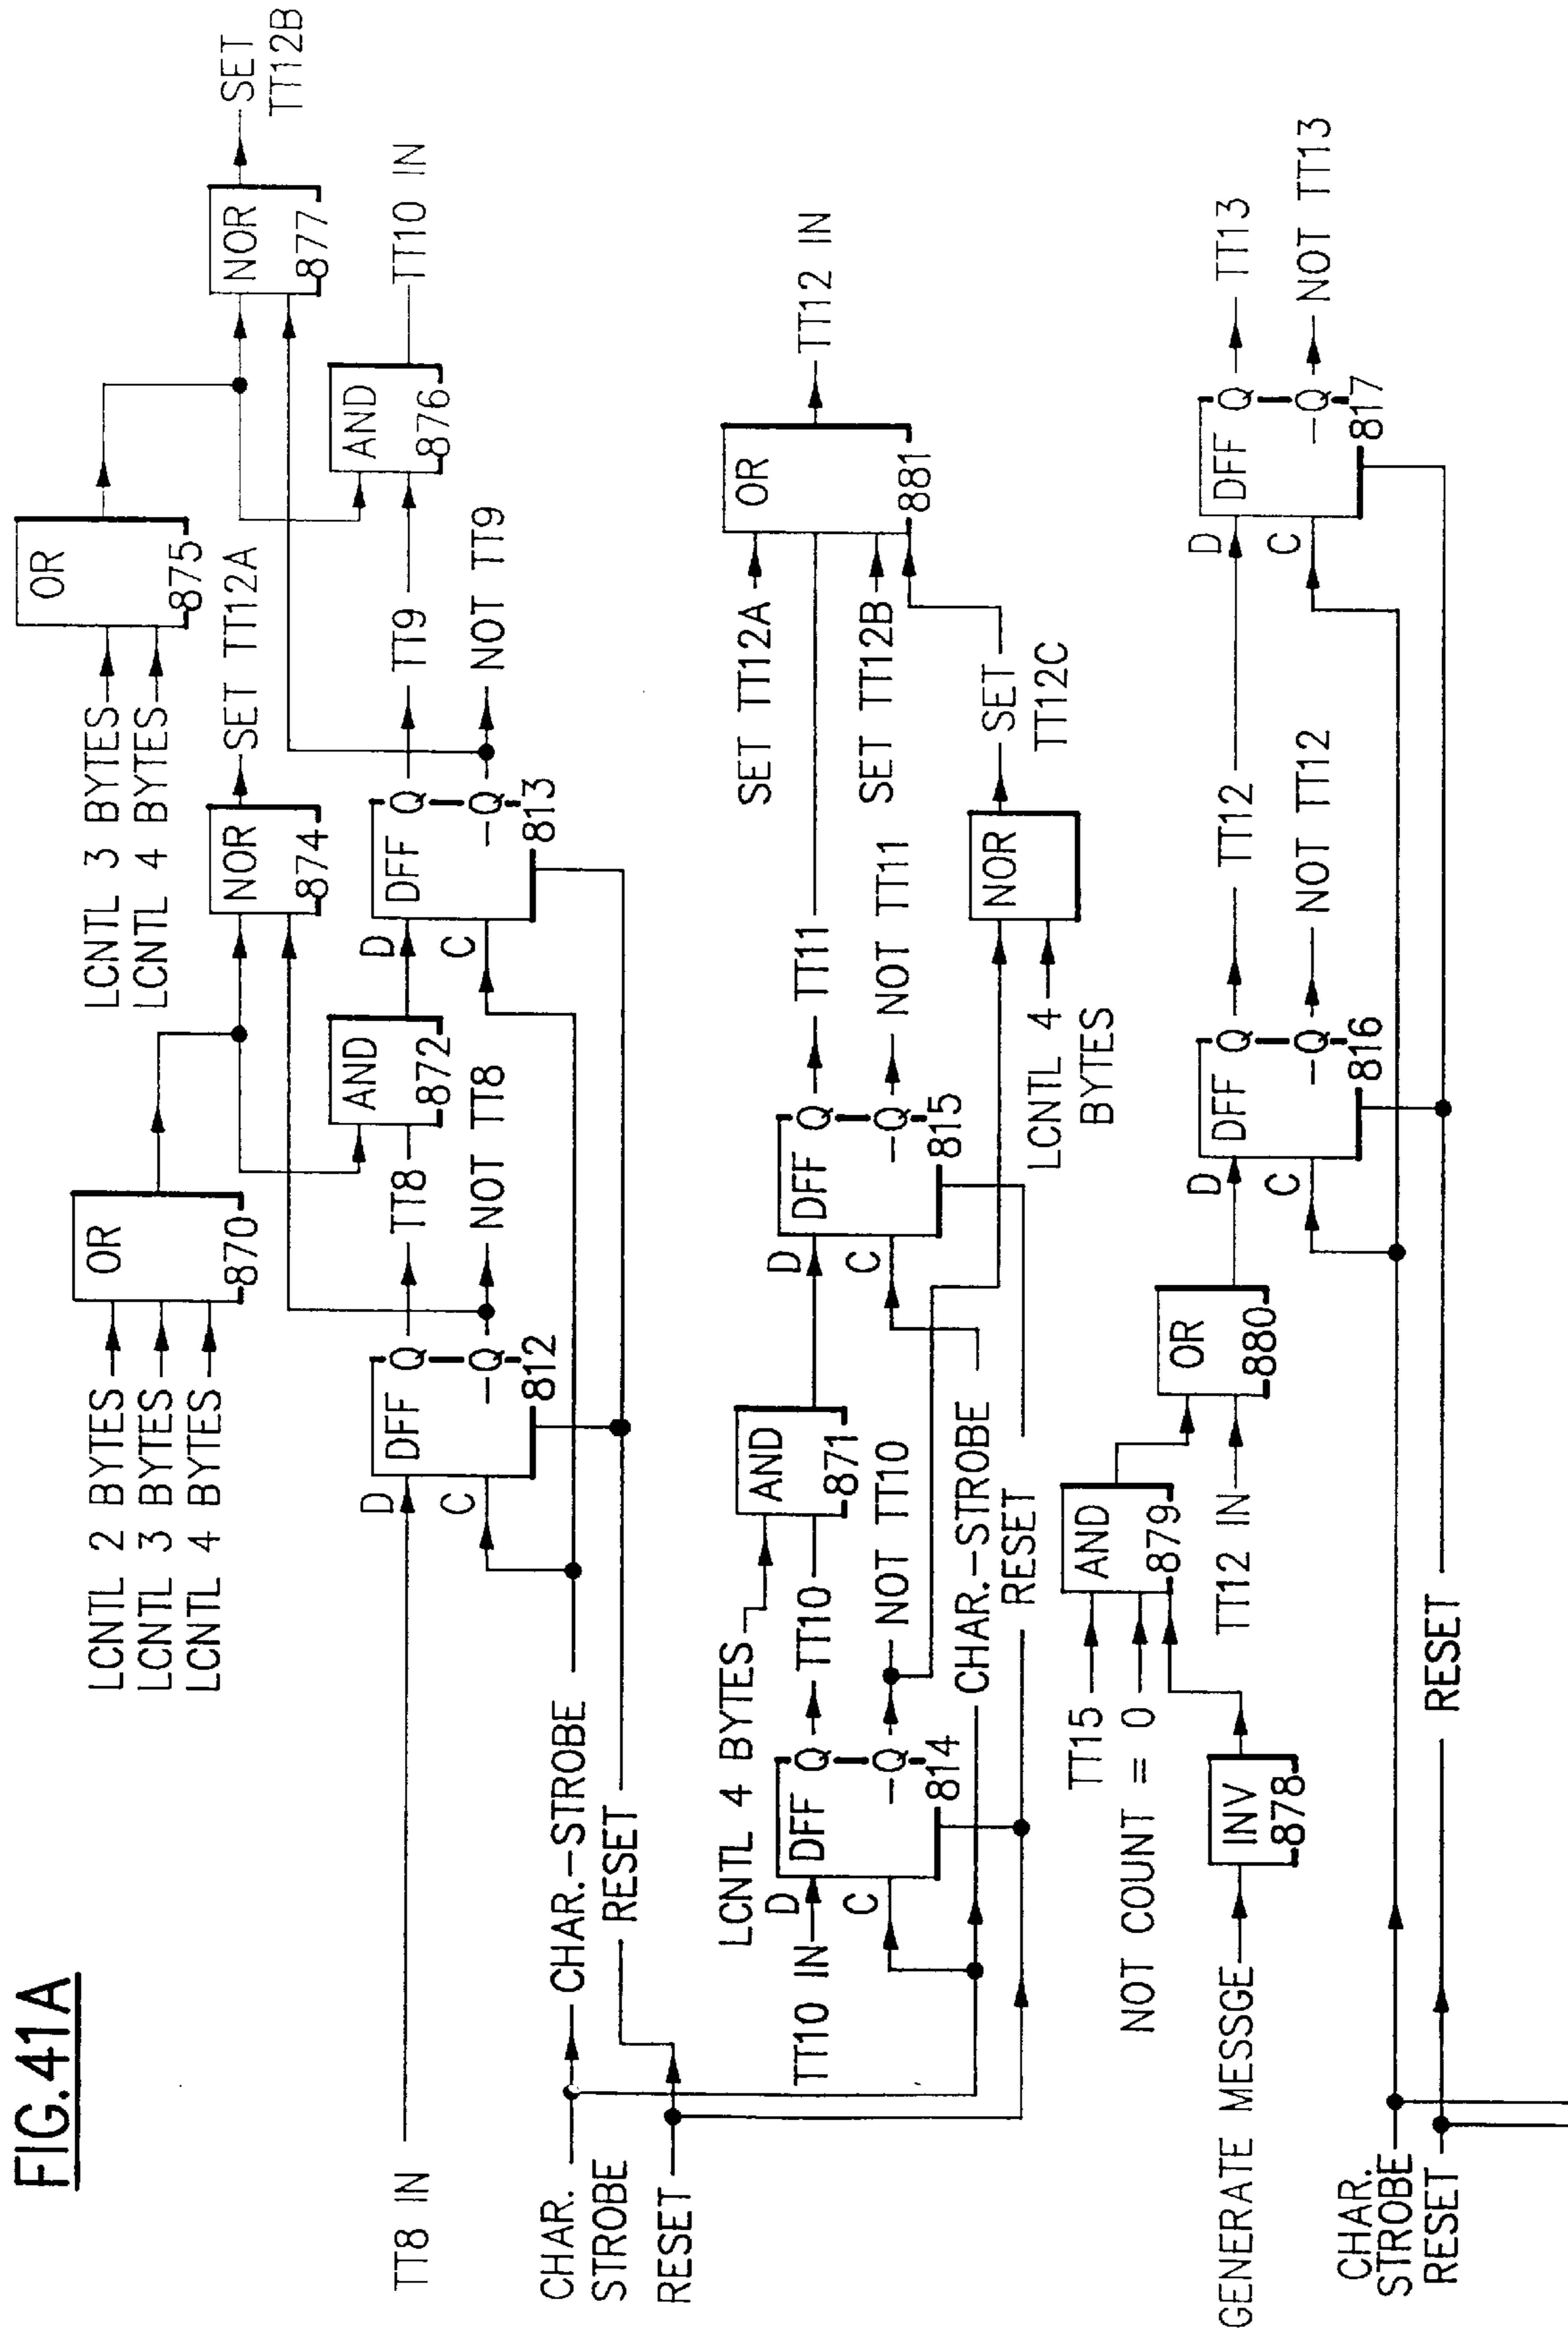 FIG.41A
LCNTL 2 BYTES
LCNTL 3 BYTES
LCNTL 4 BYTES
OR
870
LCNTL 3 BYTES
LCNTL 4 BYTES
OR
875
NOR
874
SET TT12A
NOR
877
SET
TT12B
TT8 IN
D
C
DFF
Q
-Q
812
TT8
NOT TT8
AND
872
D
C
DFF
Q
-Q
813
TT9
NOT TT9
AND
876
TT10 IN
CHAR.
STROBE
CHAR.-STROBE
RESET
RESET
LCNTL 4 BYTES
TT10 IN
D
C
DFF
Q
-Q
814
TT10
NOT TT10
AND
871
D
C
DFF
Q
-Q
815
TT11
NOT TT11
SET TT12A
SET TT12B
OR
881
TT12 IN
CHAR.-STROBE
RESET
LCNTL 4
BYTES
NOR
SET
TT12C
TT15
NOT COUNT = 0
GENERATE MESSGE
INV
878
AND
879
TT12 IN
OR
880
D
C
DFF
Q
-Q
816
TT12
NOT TT12
D
C
DFF
Q
-Q
817
TT13
NOT TT13
CHAR.
STROBE
RESET
RESET